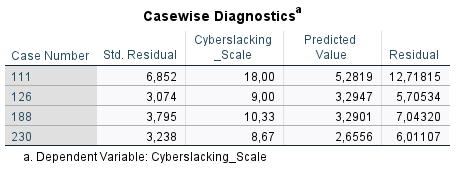 Casewise Diagnosticsa
Case Number Std. Residual Cyberslacking _Scale Predicted Value Residual
111 6,852 18,00 5,2819 12,71815
126 3,074 9,00 3,2947 5,70534
188 3,795 10,33 3,2901 7,04320
230 3,238 8,67 2,6556 6,01107
a. Dependent Variable: Cyberslacking_Scale